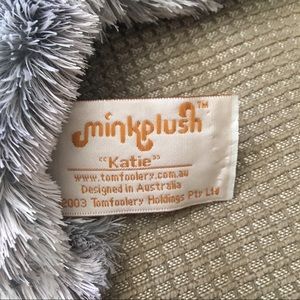 minkplush™
"Katie"
www.tomfoolery.com.au
Designed in Australia
2003 Tomfoolery Holdings Pty Ltd